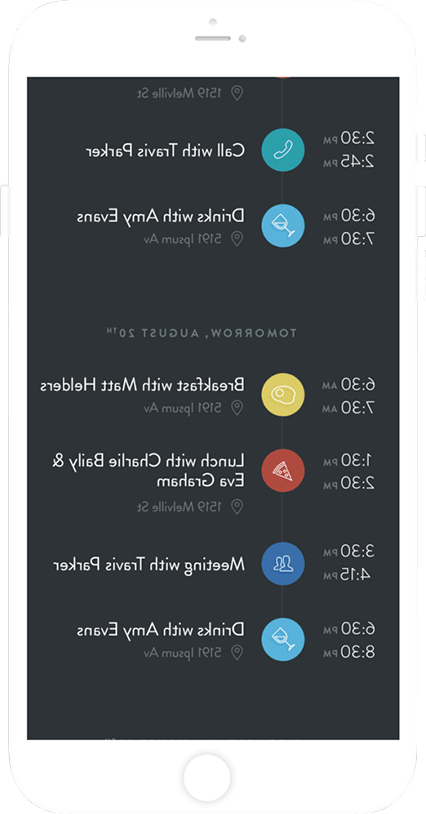 1519 Melville St
2:30 PM
2:45 PM
Call with Travis Parker
6:30 PM
7:30 PM
Drinks with Amy Evans
5191 Ipsum Av
TOMORROW, AUGUST 20TH
6:30 AM
7:30 AM
Breakfast with Matt Helders
5191 Ipsum Av
1:30 PM
2:30 PM
Lunch with Charlie Baily &
Eva Graham
1519 Melville St
3:30 PM
4:15 PM
Meeting with Travis Parker
6:30 PM
8:30 PM
Drinks with Amy Evans
5191 Ipsum Av